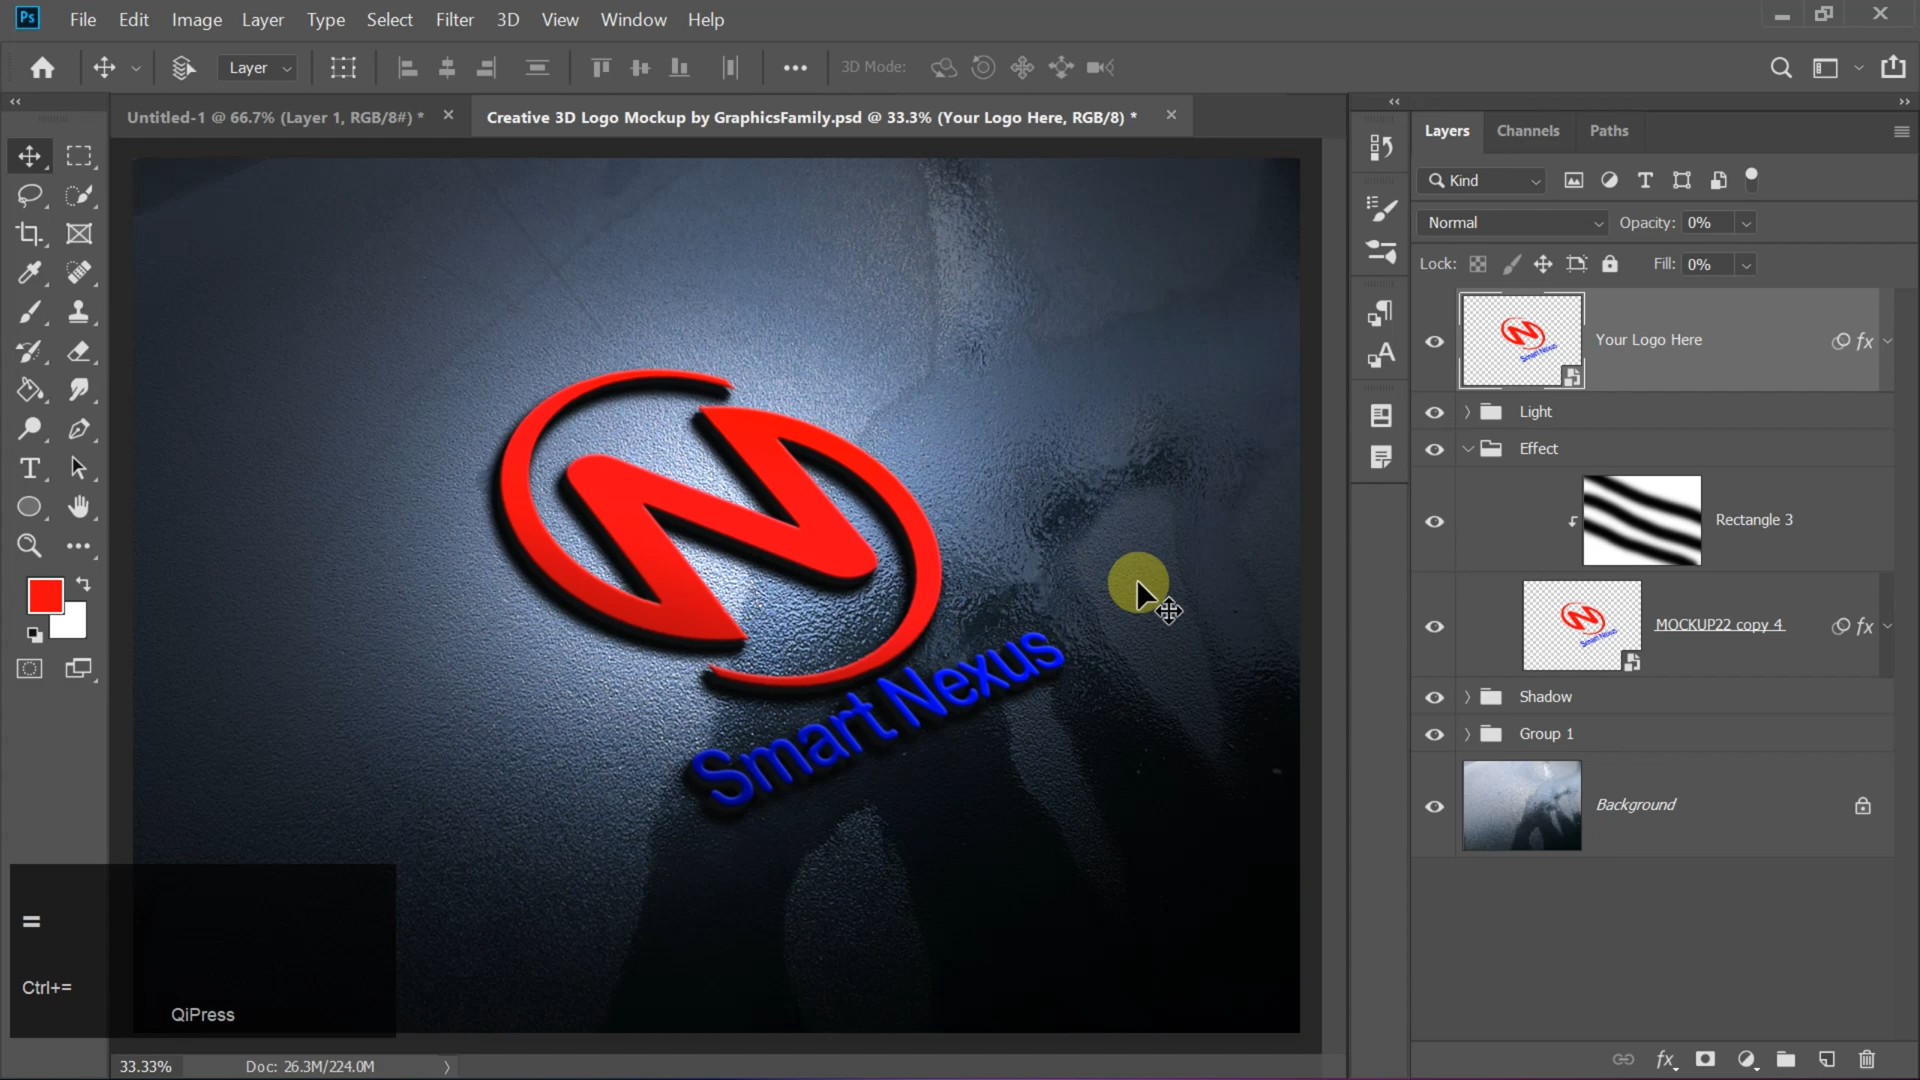 Ps File Edit Image Layer Type Select Filter 3D View Window Help
Layer 3D Mode:
Untitled-1 @ 66.7% (Layer 1, RGB/8#) *
Creative 3D Logo Mockup by GraphicsFamily.psd @ 33.3% (Your Logo Here, RGB/8) *
Layers Channels Paths
Kind
Normal Opacity: 0%
Lock: Fill: 0%
Your Logo Here
Light
Effect
Rectangle 3
MOCKUP22 copy 4
Shadow
Group 1
Background
Smart Nexus
=
Ctrl+=
QiPress
33.33% Doc: 26.3M/224.0M